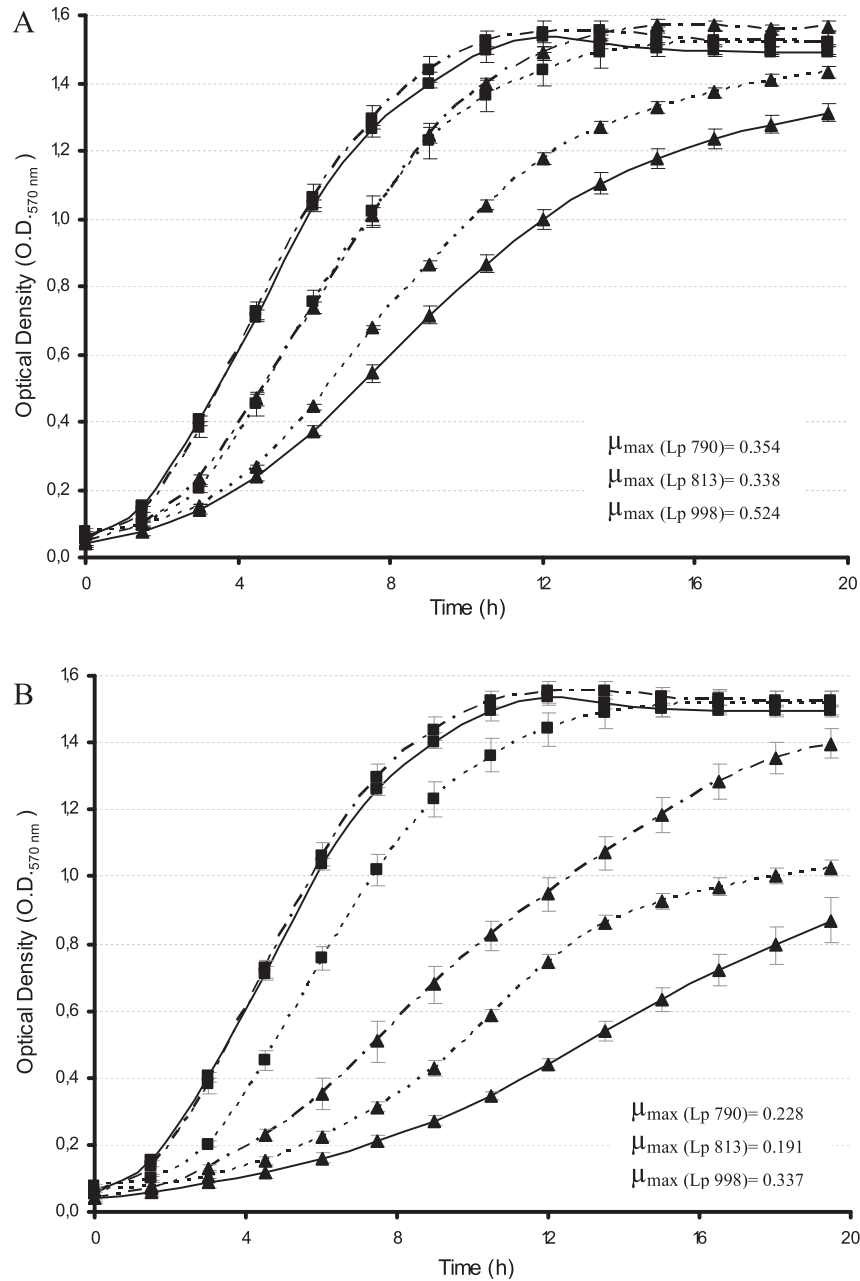 A
1,6
1,4
1,2
1,0
0,8
0,6
0,4
0,2
0,0
Optical Density (O.D.570 nm)
0 4 8 12 16 20
Time (h)
μmax (Lp 790)= 0.354
μmax (Lp 813)= 0.338
μmax (Lp 998)= 0.524
B
1,6
1,4
1,2
1,0
0,8
0,6
0,4
0,2
0,0
Optical Density (O.D.570 nm)
0 4 8 12 16 20
Time (h)
μmax (Lp 790)= 0.228
μmax (Lp 813)= 0.191
μmax (Lp 998)= 0.337